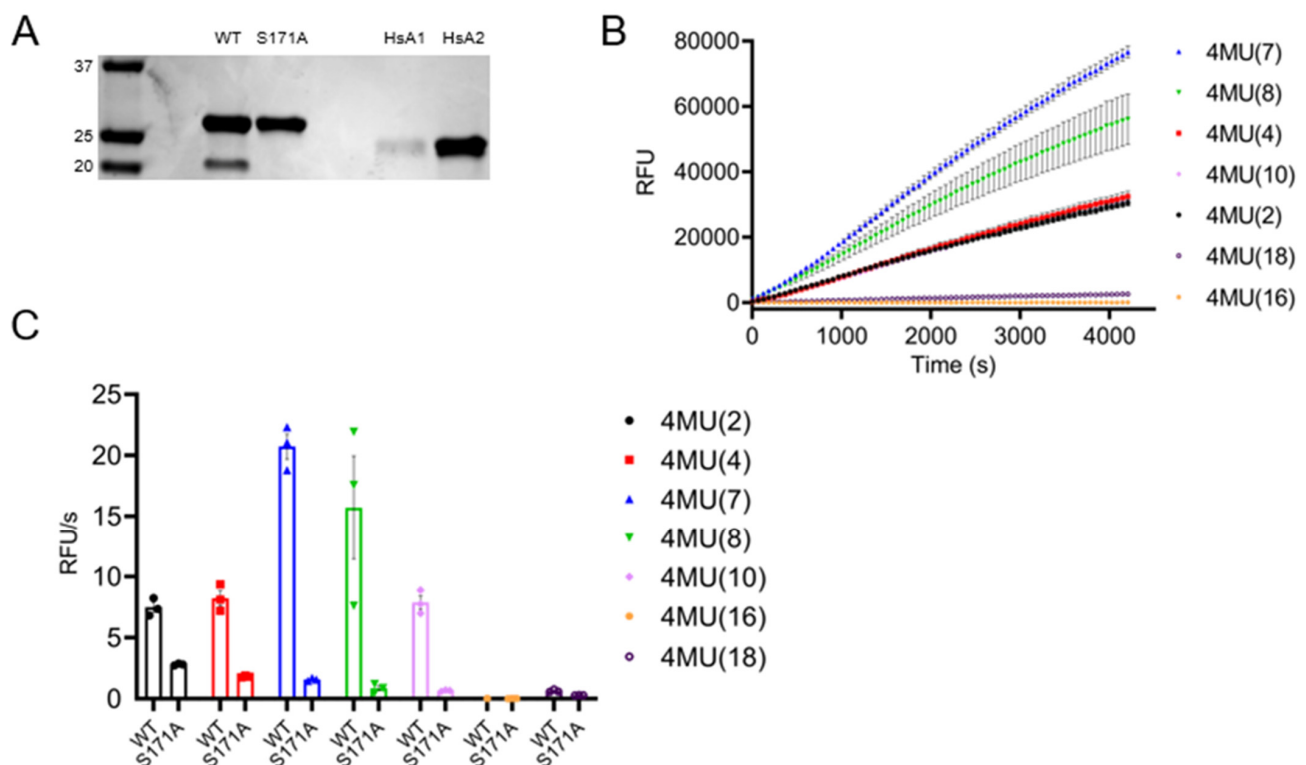 A
WT S171A HsA1 HsA2
37
25
20
B
80000
60000
40000
20000
0
RFU
0 1000 2000 3000 4000
Time (s)
4MU(7)
4MU(8)
4MU(4)
4MU(10)
4MU(2)
4MU(18)
4MU(16)
C
25
20
15
10
5
0
RFU/s
WT S171A WT S171A WT S171A WT S171A WT S171A WT S171A WT S171A
4MU(2)
4MU(4)
4MU(7)
4MU(8)
4MU(10)
4MU(16)
4MU(18)